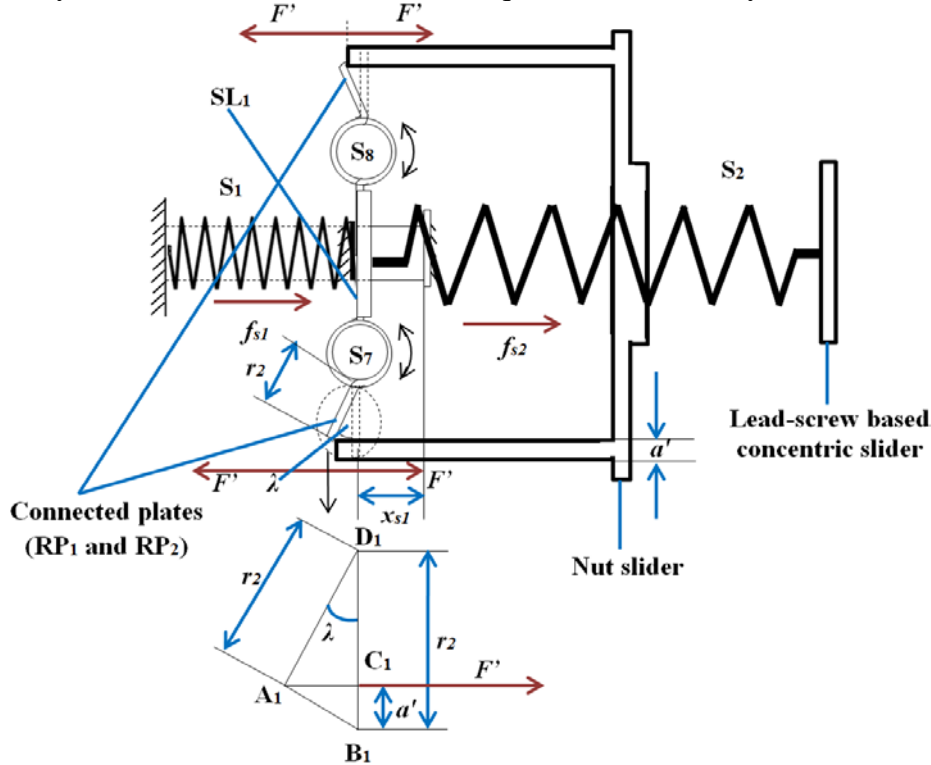 F’ F’
SL1
S8
S1
S2
fs1
fs2
S7
r2
Lead-screw based
concentric slider
a'
F’ λ F’
xs1
Connected plates
(RP1 and RP2)
Nut slider
D1
r2
λ
r2
C1
F’
A1
a'
B1